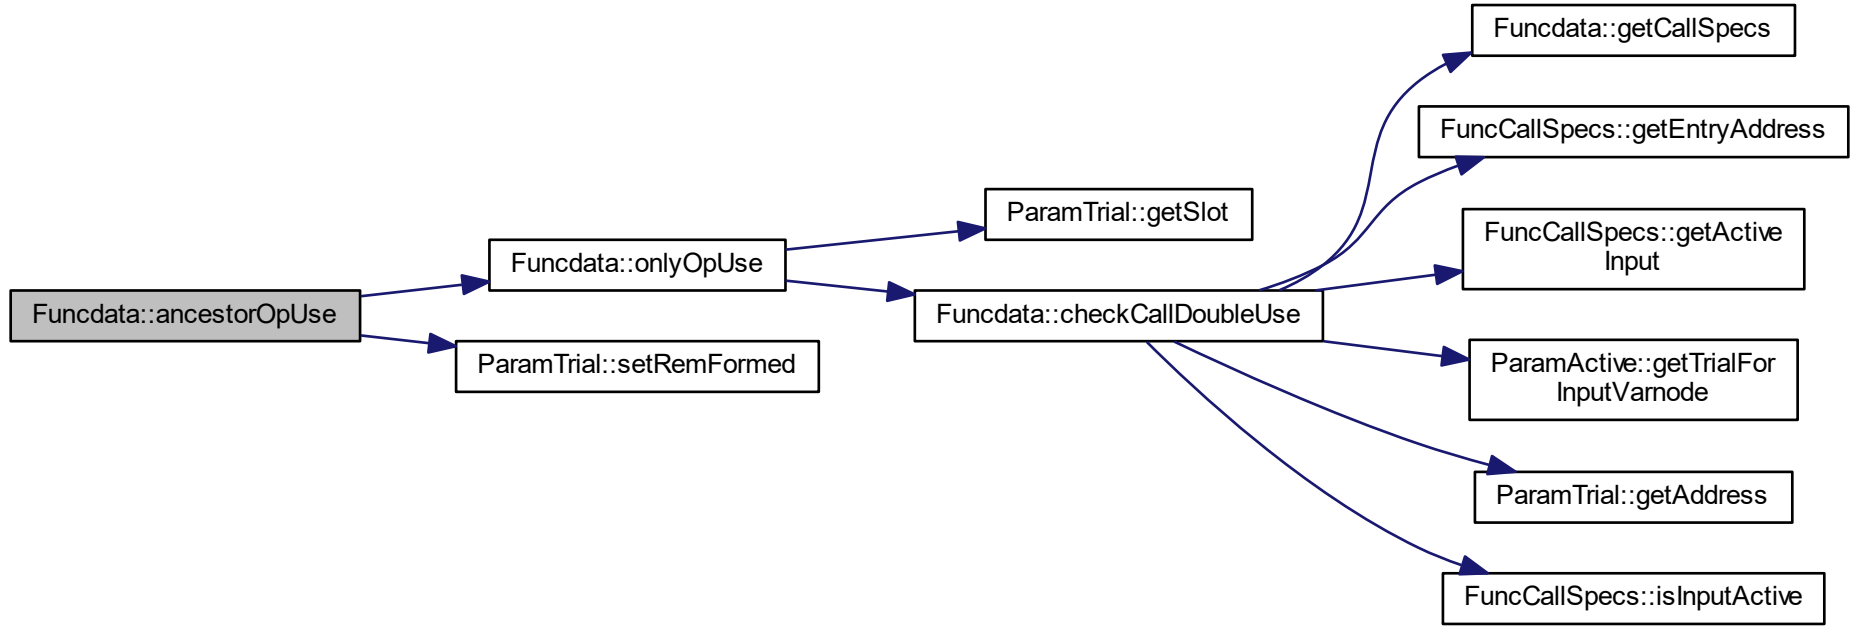 Funcdata::getCallSpecs
FuncCallSpecs::getEntryAddress
ParamTrial::getSlot
FuncCallSpecs::getActive
Input
Funcdata::onlyOpUse
Funcdata::ancestorOpUse
Funcdata::checkCallDoubleUse
ParamTrial::setRemFormed
ParamActive::getTrialFor
InputVarnode
ParamTrial::getAddress
FuncCallSpecs::isInputActive